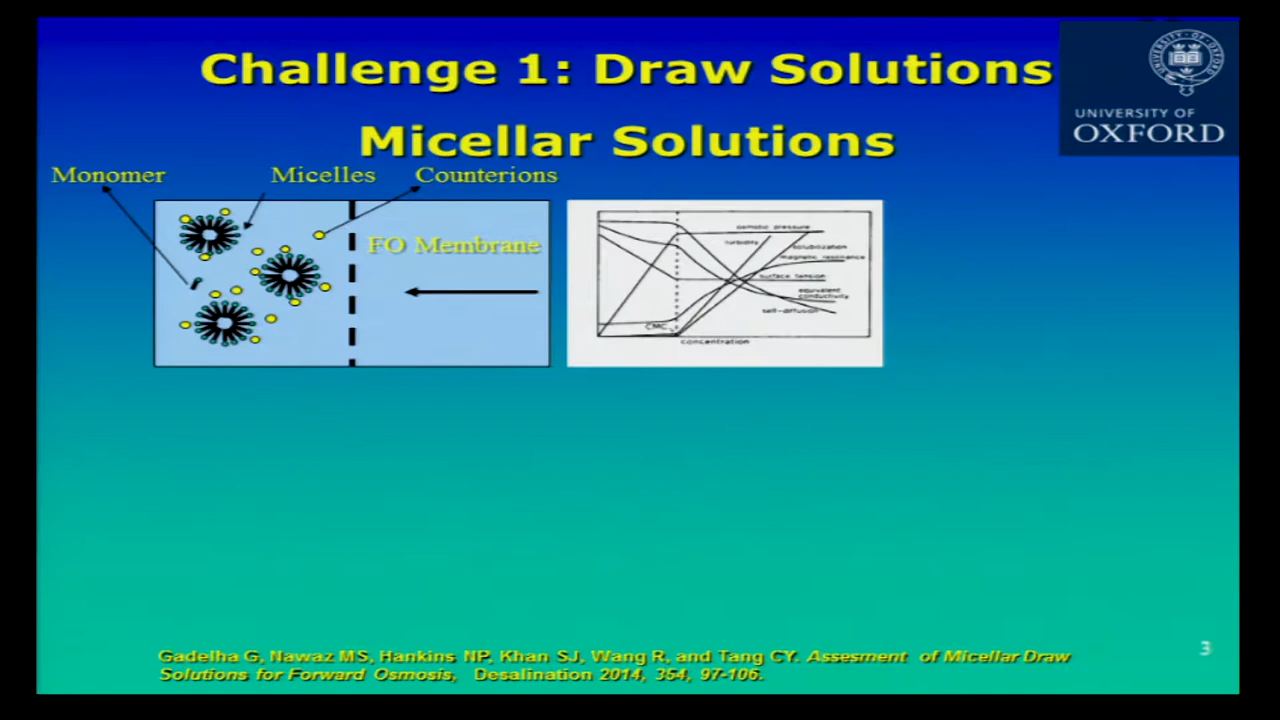 Challenge 1: Draw Solutions
Micellar Solutions
UNIVERSITY OF
OXFORD
Monomer
Micelles
Counterions
FO Membrane
osmotic pressure
turbidity
solubilization
magnetic resonance
surface tension
equivalent
conductivity
self-diffusion
CMC
concentration
Gadelha G, Nawaz MS, Hankins NP, Khan SJ, Wang R, and Tang CY. Assesment of Micellar Draw
Solutions for Forward Osmosis, Desalination 2014, 354, 97-106.
3